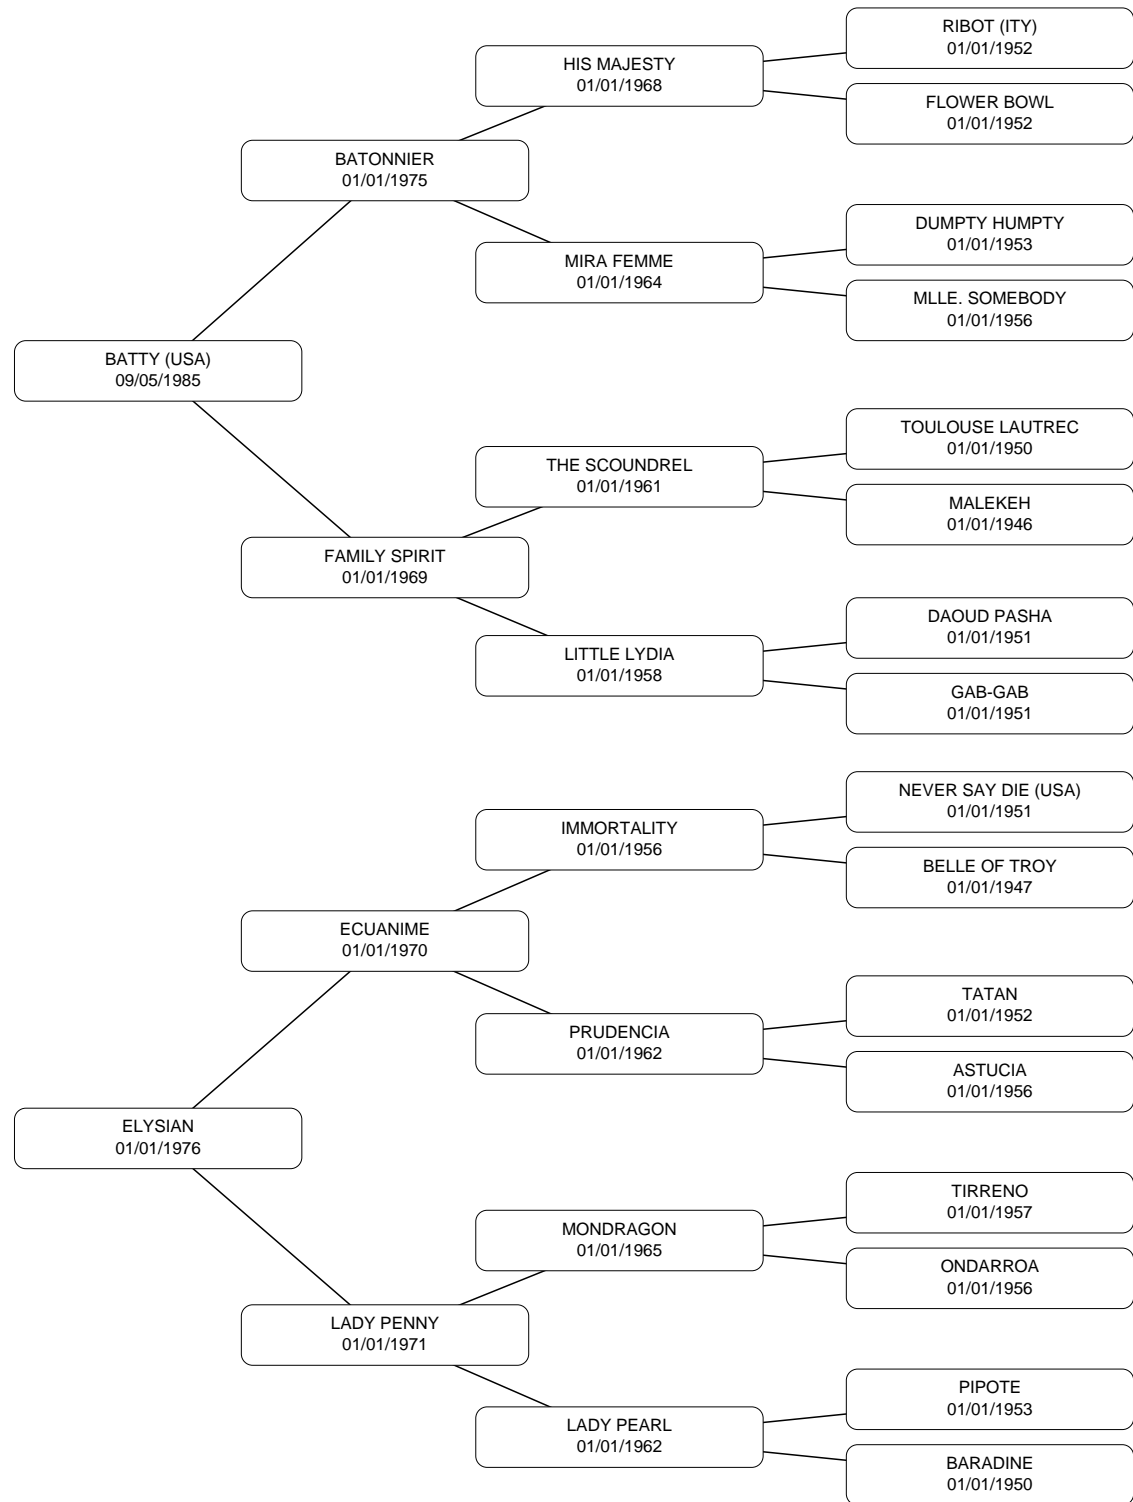 RIBOT (ITY)
01/01/1952
HIS MAJESTY
01/01/1968
FLOWER BOWL
01/01/1952
BATONNIER
01/01/1975
DUMPTY HUMPTY
01/01/1953
MIRA FEMME
01/01/1964
MLLE. SOMEBODY
01/01/1956
BATTY (USA)
09/05/1985
TOULOUSE LAUTREC
01/01/1950
THE SCOUNDREL
01/01/1961
MALEKEH
01/01/1946
FAMILY SPIRIT
01/01/1969
DAOUD PASHA
01/01/1951
LITTLE LYDIA
01/01/1958
GAB-GAB
01/01/1951
NEVER SAY DIE (USA)
01/01/1951
IMMORTALITY
01/01/1956
BELLE OF TROY
01/01/1947
ECUANIME
01/01/1970
TATAN
01/01/1952
PRUDENCIA
01/01/1962
ASTUCIA
01/01/1956
ELYSIAN
01/01/1976
TIRRENO
01/01/1957
MONDRAGON
01/01/1965
ONDARROA
01/01/1956
LADY PENNY
01/01/1971
PIPOTE
01/01/1953
LADY PEARL
01/01/1962
BARADINE
01/01/1950